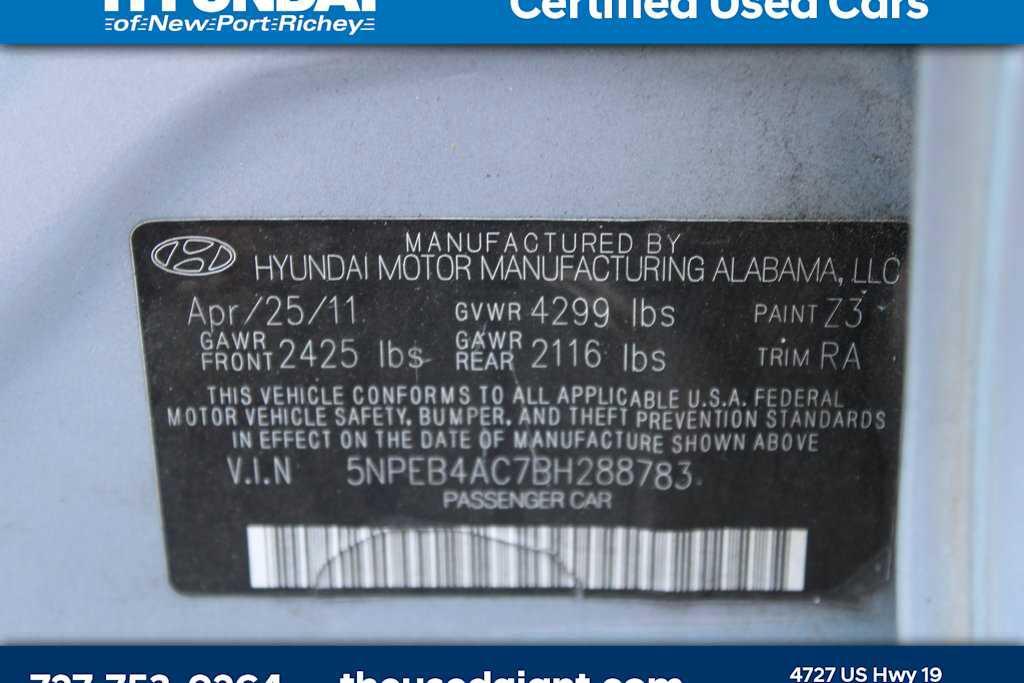 HYUNDAI
of New Port Richey
Certified Used Cars
MANUFACTURED BY
HYUNDAI MOTOR MANUFACTURING ALABAMA, LLC
Apr/25/11 GVWR 4299 lbs PAINT Z3
GAWR FRONT 2425 lbs GAWR REAR 2116 lbs TRIM RA
THIS VEHICLE CONFORMS TO ALL APPLICABLE U.S.A. FEDERAL
MOTOR VEHICLE SAFETY, BUMPER, AND THEFT PREVENTION STANDARDS
IN EFFECT ON THE DATE OF MANUFACTURE SHOWN ABOVE
V.I.N 5NPEB4AC7BH288783
PASSENGER CAR
4727 US Hwy 19